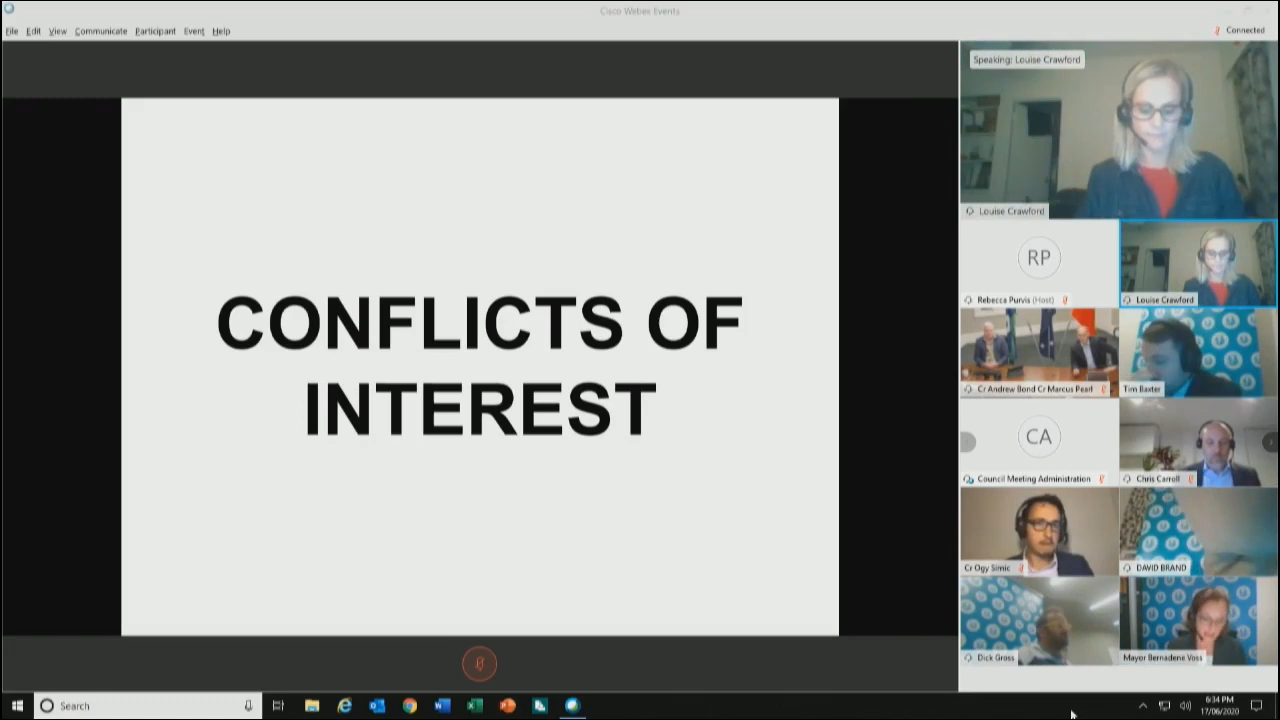 Cisco Webex Events
File Edit View Communicate Participant Event Help
Connected
Speaking: Louise Crawford
CONFLICTS OF
INTEREST
Louise Crawford
RP
Rebecca Purvis (Host)
Louise Crawford
Cr Andrew Bond Cr Marcus Pearl
Tim Baxter
CA
Council Meeting Administration
Chris Carroll
Cr Ogy Simic
DAVID BRAND
Dick Gross
Mayor Bernadene Voss
Search
6:34 PM
17/06/2020